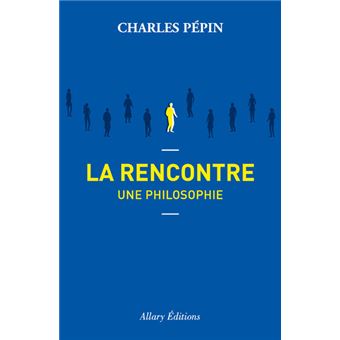 CHARLES PÉPIN
LA RENCONTRE
UNE PHILOSOPHIE
Allary Éditions